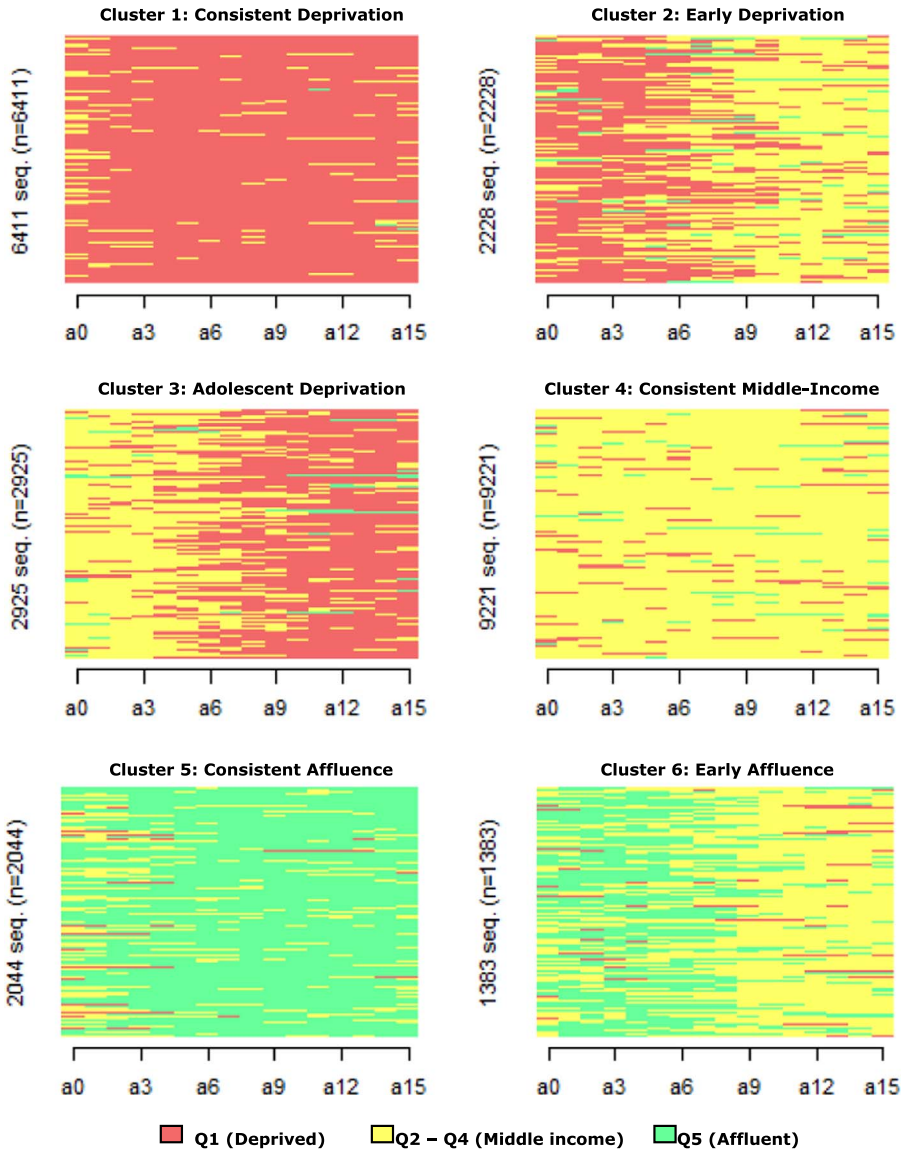 Cluster 1: Consistent Deprivation
Cluster 2: Early Deprivation
6411 seq. (n=6411)
2228 seq. (n=2228)
a0 a3 a6 a9 a12 a15
a0 a3 a6 a9 a12 a15
Cluster 3: Adolescent Deprivation
Cluster 4: Consistent Middle-Income
2925 seq. (n=2925)
9221 seq. (n=9221)
a0 a3 a6 a9 a12 a15
a0 a3 a6 a9 a12 a15
Cluster 5: Consistent Affluence
Cluster 6: Early Affluence
2044 seq. (n=2044)
1383 seq. (n=1383)
a0 a3 a6 a9 a12 a15
a0 a3 a6 a9 a12 a15
Q1 (Deprived) Q2 – Q4 (Middle income) Q5 (Affluent)